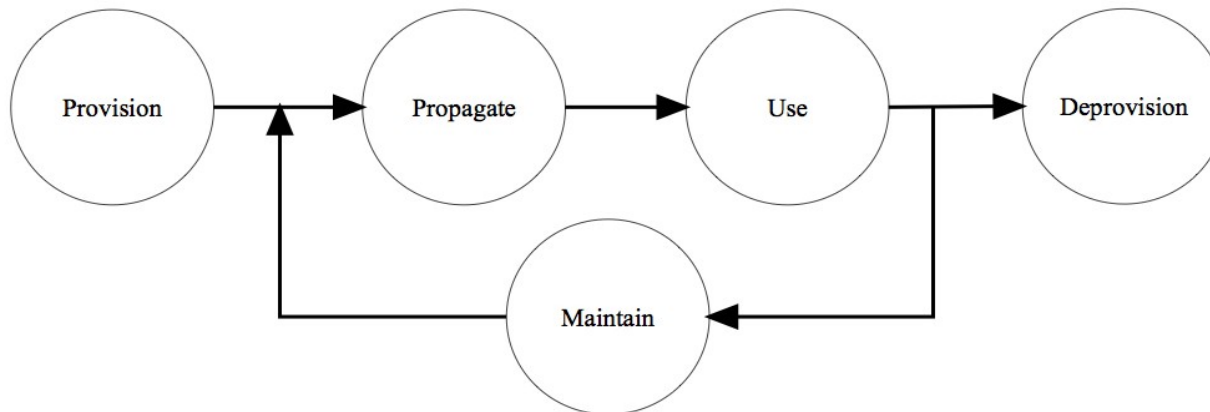 Provision
Propagate
Use
Deprovision
Maintain